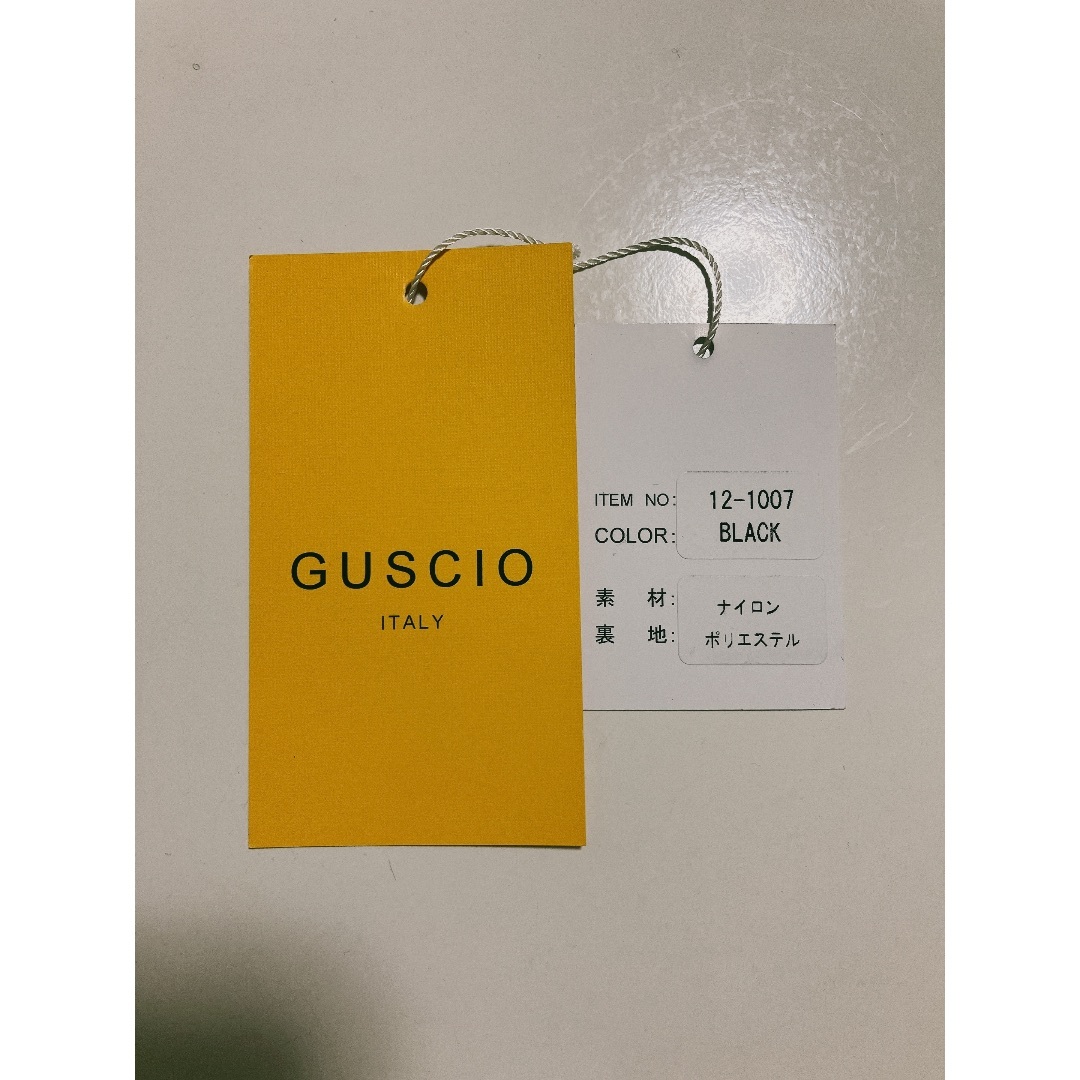 GUSCIO
ITALY
ITEM NO: 12-1007
COLOR: BLACK
素 材: ナイロン
裏 地: ポリエステル